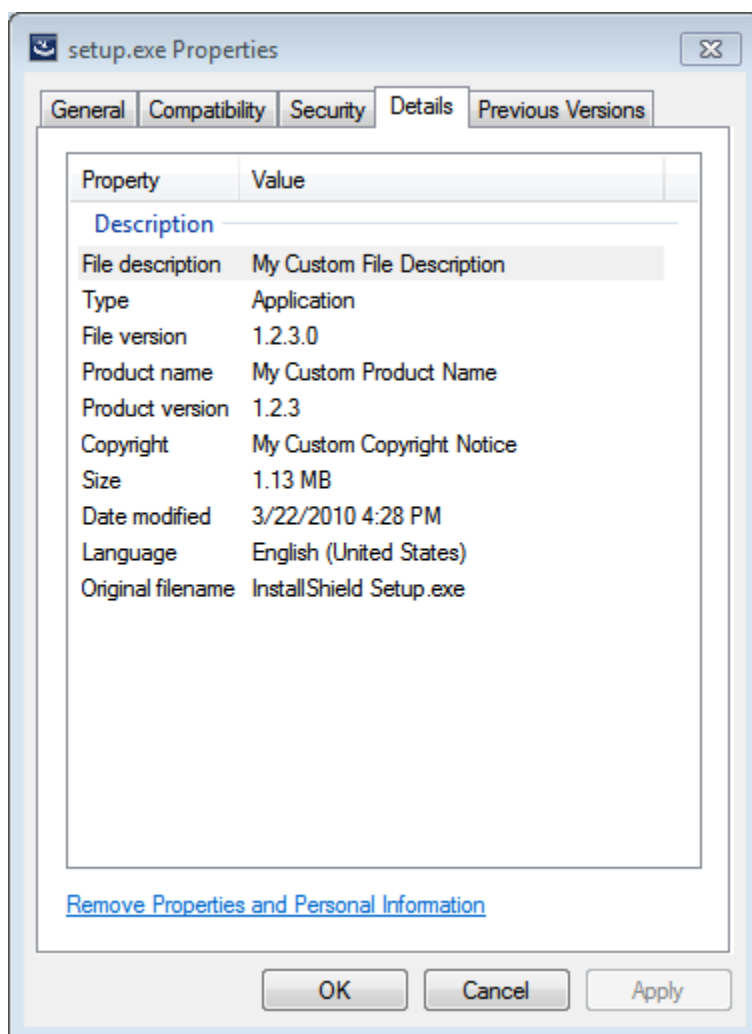 setup.exe Properties
General Compatibility Security Details Previous Versions
Property Value
Description
File description My Custom File Description
Type Application
File version 1.2.3.0
Product name My Custom Product Name
Product version 1.2.3
Copyright My Custom Copyright Notice
Size 1.13 MB
Date modified 3/22/2010 4:28 PM
Language English (United States)
Original filename InstallShield Setup.exe
Remove Properties and Personal Information
OK Cancel Apply